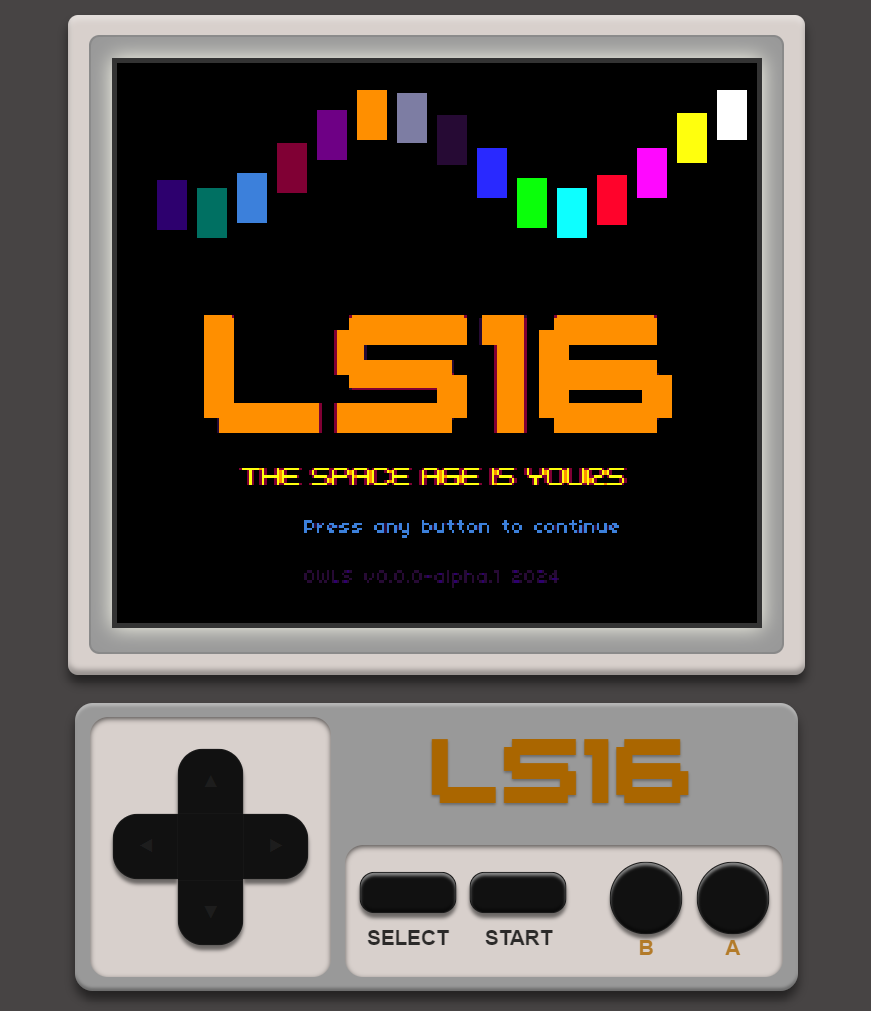 LS16
THE SPACE AGE IS YOURS
Press any button to continue
OWLS v0.0.0-alpha.1 2024
LS16
SELECT START
B A